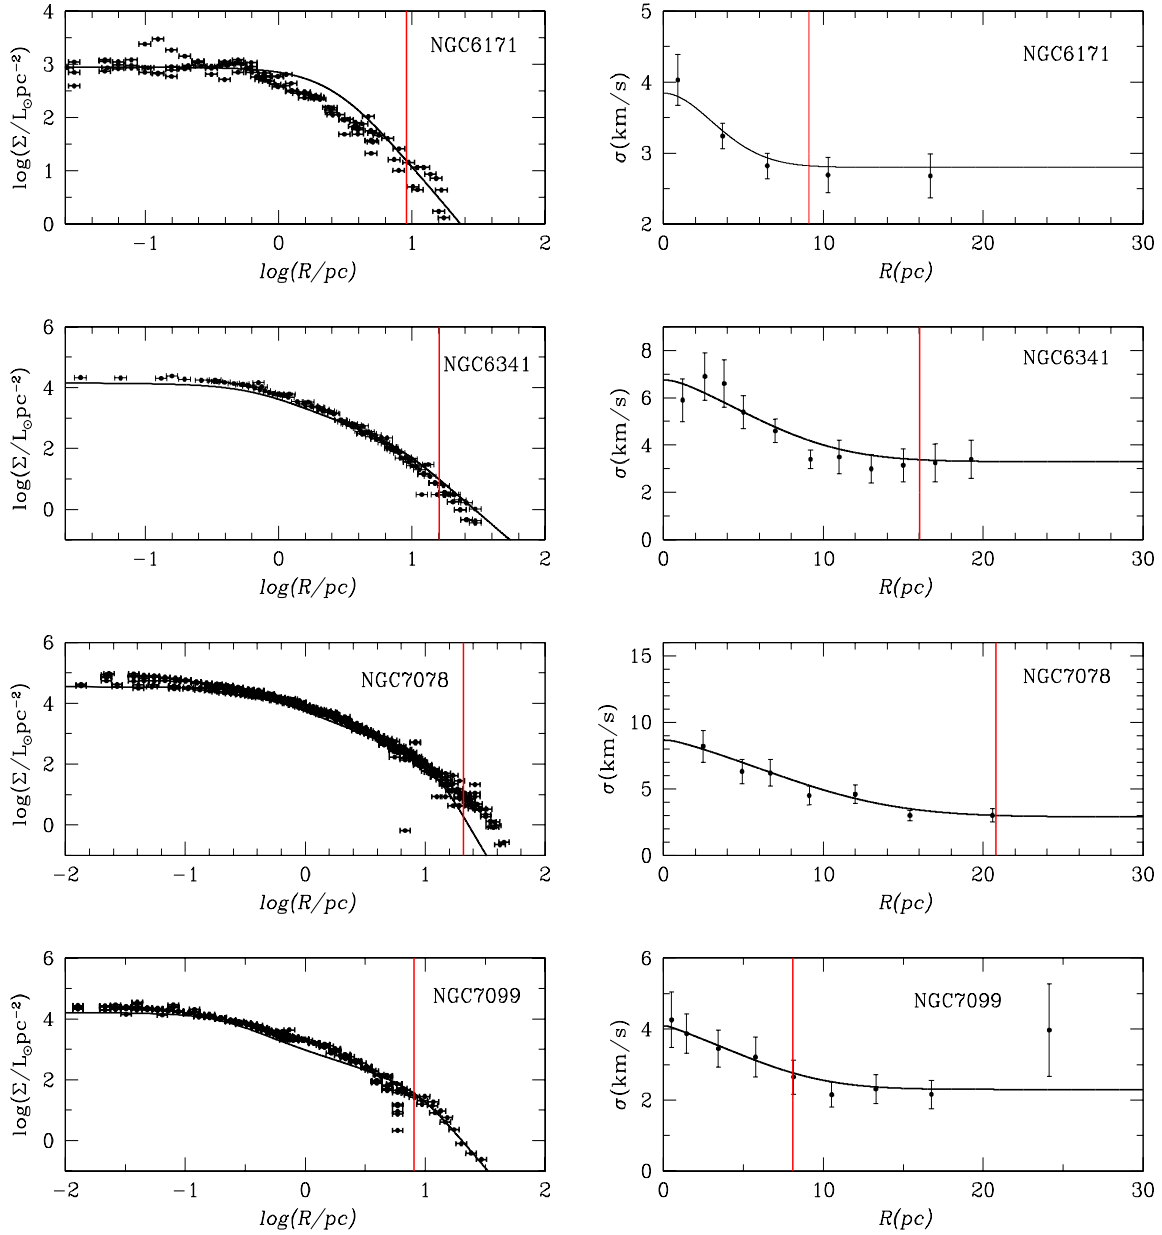 4
3
2
1
0
log(Σ/L⊙pc⁻²)
NGC6171
−1
0
1
2
log(R/pc)
5
4
3
2
σ(km/s)
NGC6171
0
10
20
30
R(pc)
6
4
2
0
log(Σ/L⊙pc⁻²)
NGC6341
−1
0
1
2
log(R/pc)
8
6
4
2
0
σ(km/s)
NGC6341
0
10
20
30
R(pc)
6
4
2
0
log(Σ/L⊙pc⁻²)
NGC7078
−2
−1
0
1
2
log(R/pc)
15
10
5
0
σ(km/s)
NGC7078
0
10
20
30
R(pc)
6
4
2
0
log(Σ/L⊙pc⁻²)
NGC7099
−2
−1
0
1
2
log(R/pc)
6
4
2
0
σ(km/s)
NGC7099
0
10
20
30
R(pc)